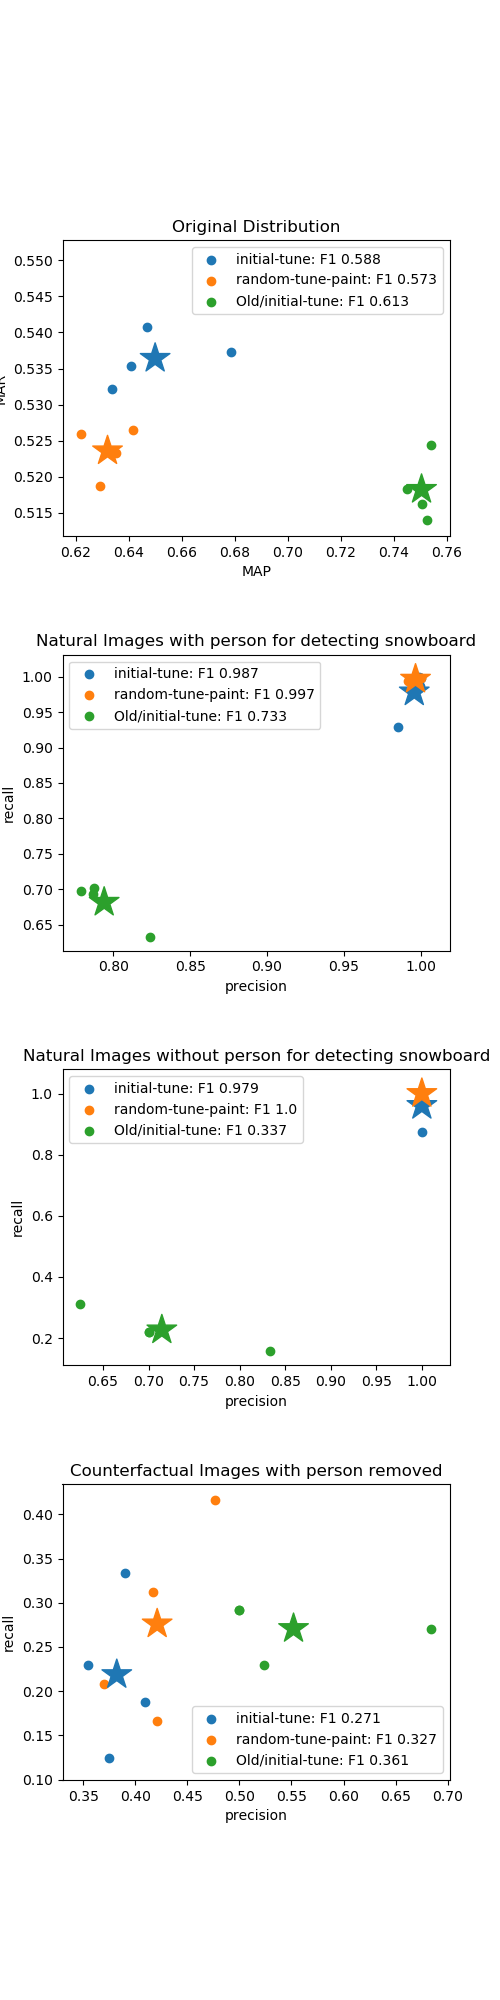 Original Distribution
0.550
0.545
0.540
0.535
0.530
0.525
0.520
0.515
MAR
initial-tune: F1 0.588
random-tune-paint: F1 0.573
Old/initial-tune: F1 0.613
0.62 0.64 0.66 0.68 0.70 0.72 0.74 0.76
MAP
Natural Images with person for detecting snowboard
1.00
0.95
0.90
0.85
0.80
0.75
0.70
0.65
recall
initial-tune: F1 0.987
random-tune-paint: F1 0.997
Old/initial-tune: F1 0.733
0.80 0.85 0.90 0.95 1.00
precision
Natural Images without person for detecting snowboard
1.0
0.8
0.6
0.4
0.2
recall
initial-tune: F1 0.979
random-tune-paint: F1 1.0
Old/initial-tune: F1 0.337
0.65 0.70 0.75 0.80 0.85 0.90 0.95 1.00
precision
Counterfactual Images with person removed
0.40
0.35
0.30
0.25
0.20
0.15
0.10
recall
initial-tune: F1 0.271
random-tune-paint: F1 0.327
Old/initial-tune: F1 0.361
0.35 0.40 0.45 0.50 0.55 0.60 0.65 0.70
precision